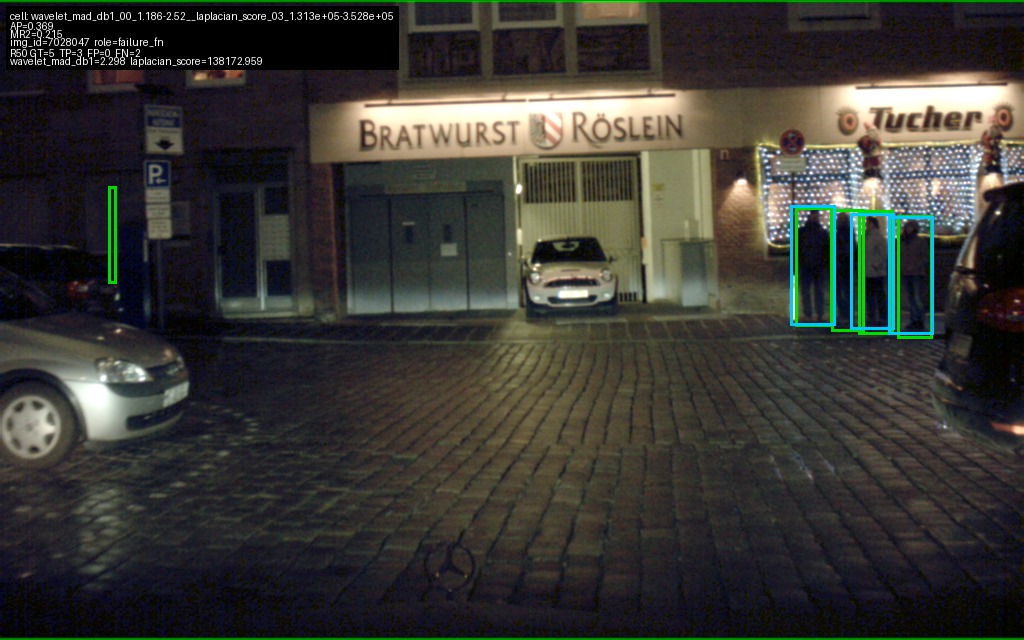 cell: wavelet_mad_db1_00_1.186-2.52__laplacian_score_03_1.313e+05-3.528e+05
AP=0.369
MR2=0.215
img_id=7028047 role=failure_fn
R50 GT=5 TP=3 FP=0 FN=2
wavelet_mad_db1=2.298 laplacian_score=138172.959
BRATWURST RÖSLEIN
Tucher
P